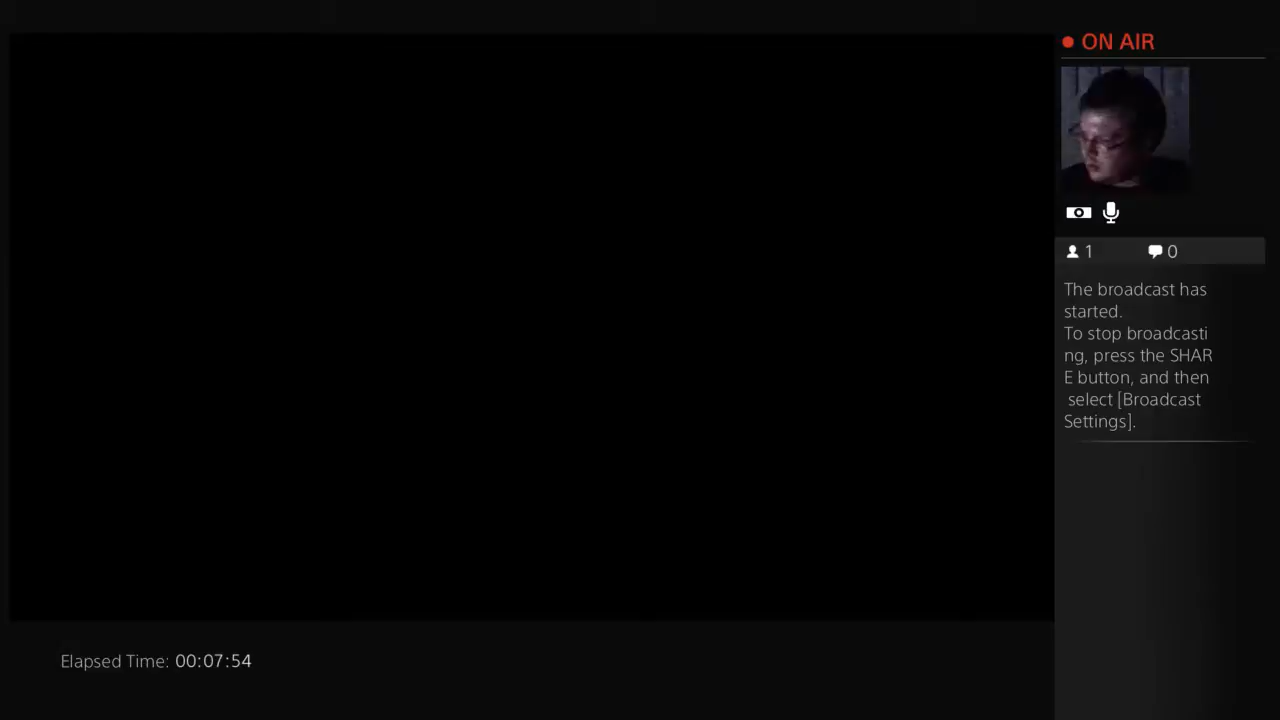 ON AIR
1 0
The broadcast has
started.
To stop broadcasti
ng, press the SHAR
E button, and then
select [Broadcast
Settings].
Elapsed Time: 00:07:54